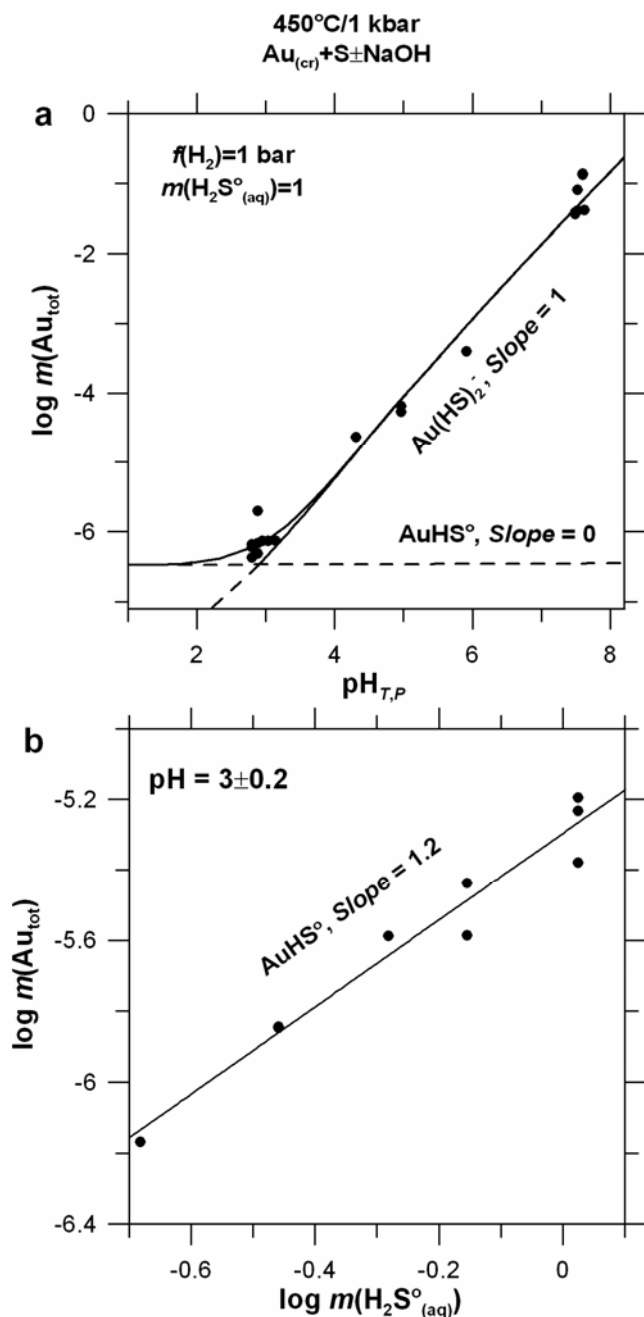 450°C/1 kbar
Au(cr)+S±NaOH
a
f(H2)=1 bar
m(H2S°(aq))=1
0
-2
-4
-6
log m(Autot)
Au(HS)2-, Slope = 1
AuHS°, Slope = 0
2 4 6 8
pHT,P
b
pH = 3±0.2
-5.2
-5.6
-6
-6.4
log m(Autot)
AuHS°, Slope = 1.2
-0.6 -0.4 -0.2 0
log m(H2S°(aq))